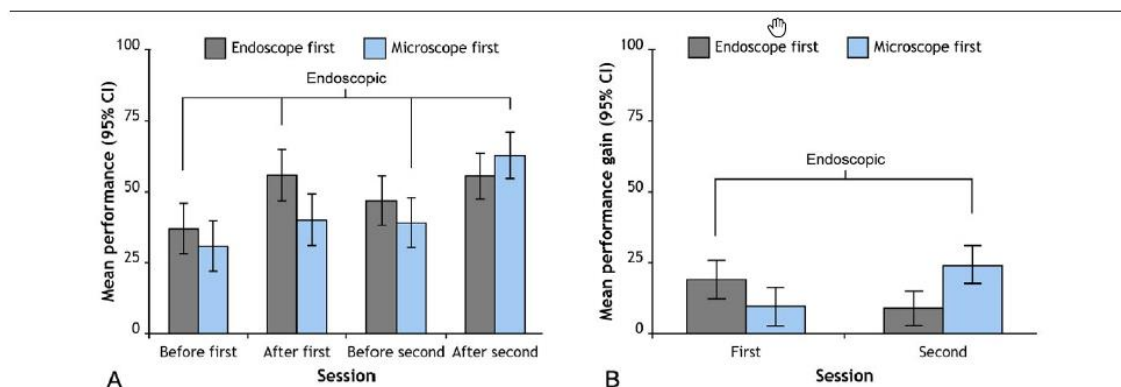 100
75
50
25
0
Mean performance (95% CI)
Endoscope first
Microscope first
Endoscopic
Before first
After first
Before second
After second
Session
A
100
75
50
25
0
Mean performance gain (95% CI)
Endoscope first
Microscope first
Endoscopic
First
Second
Session
B